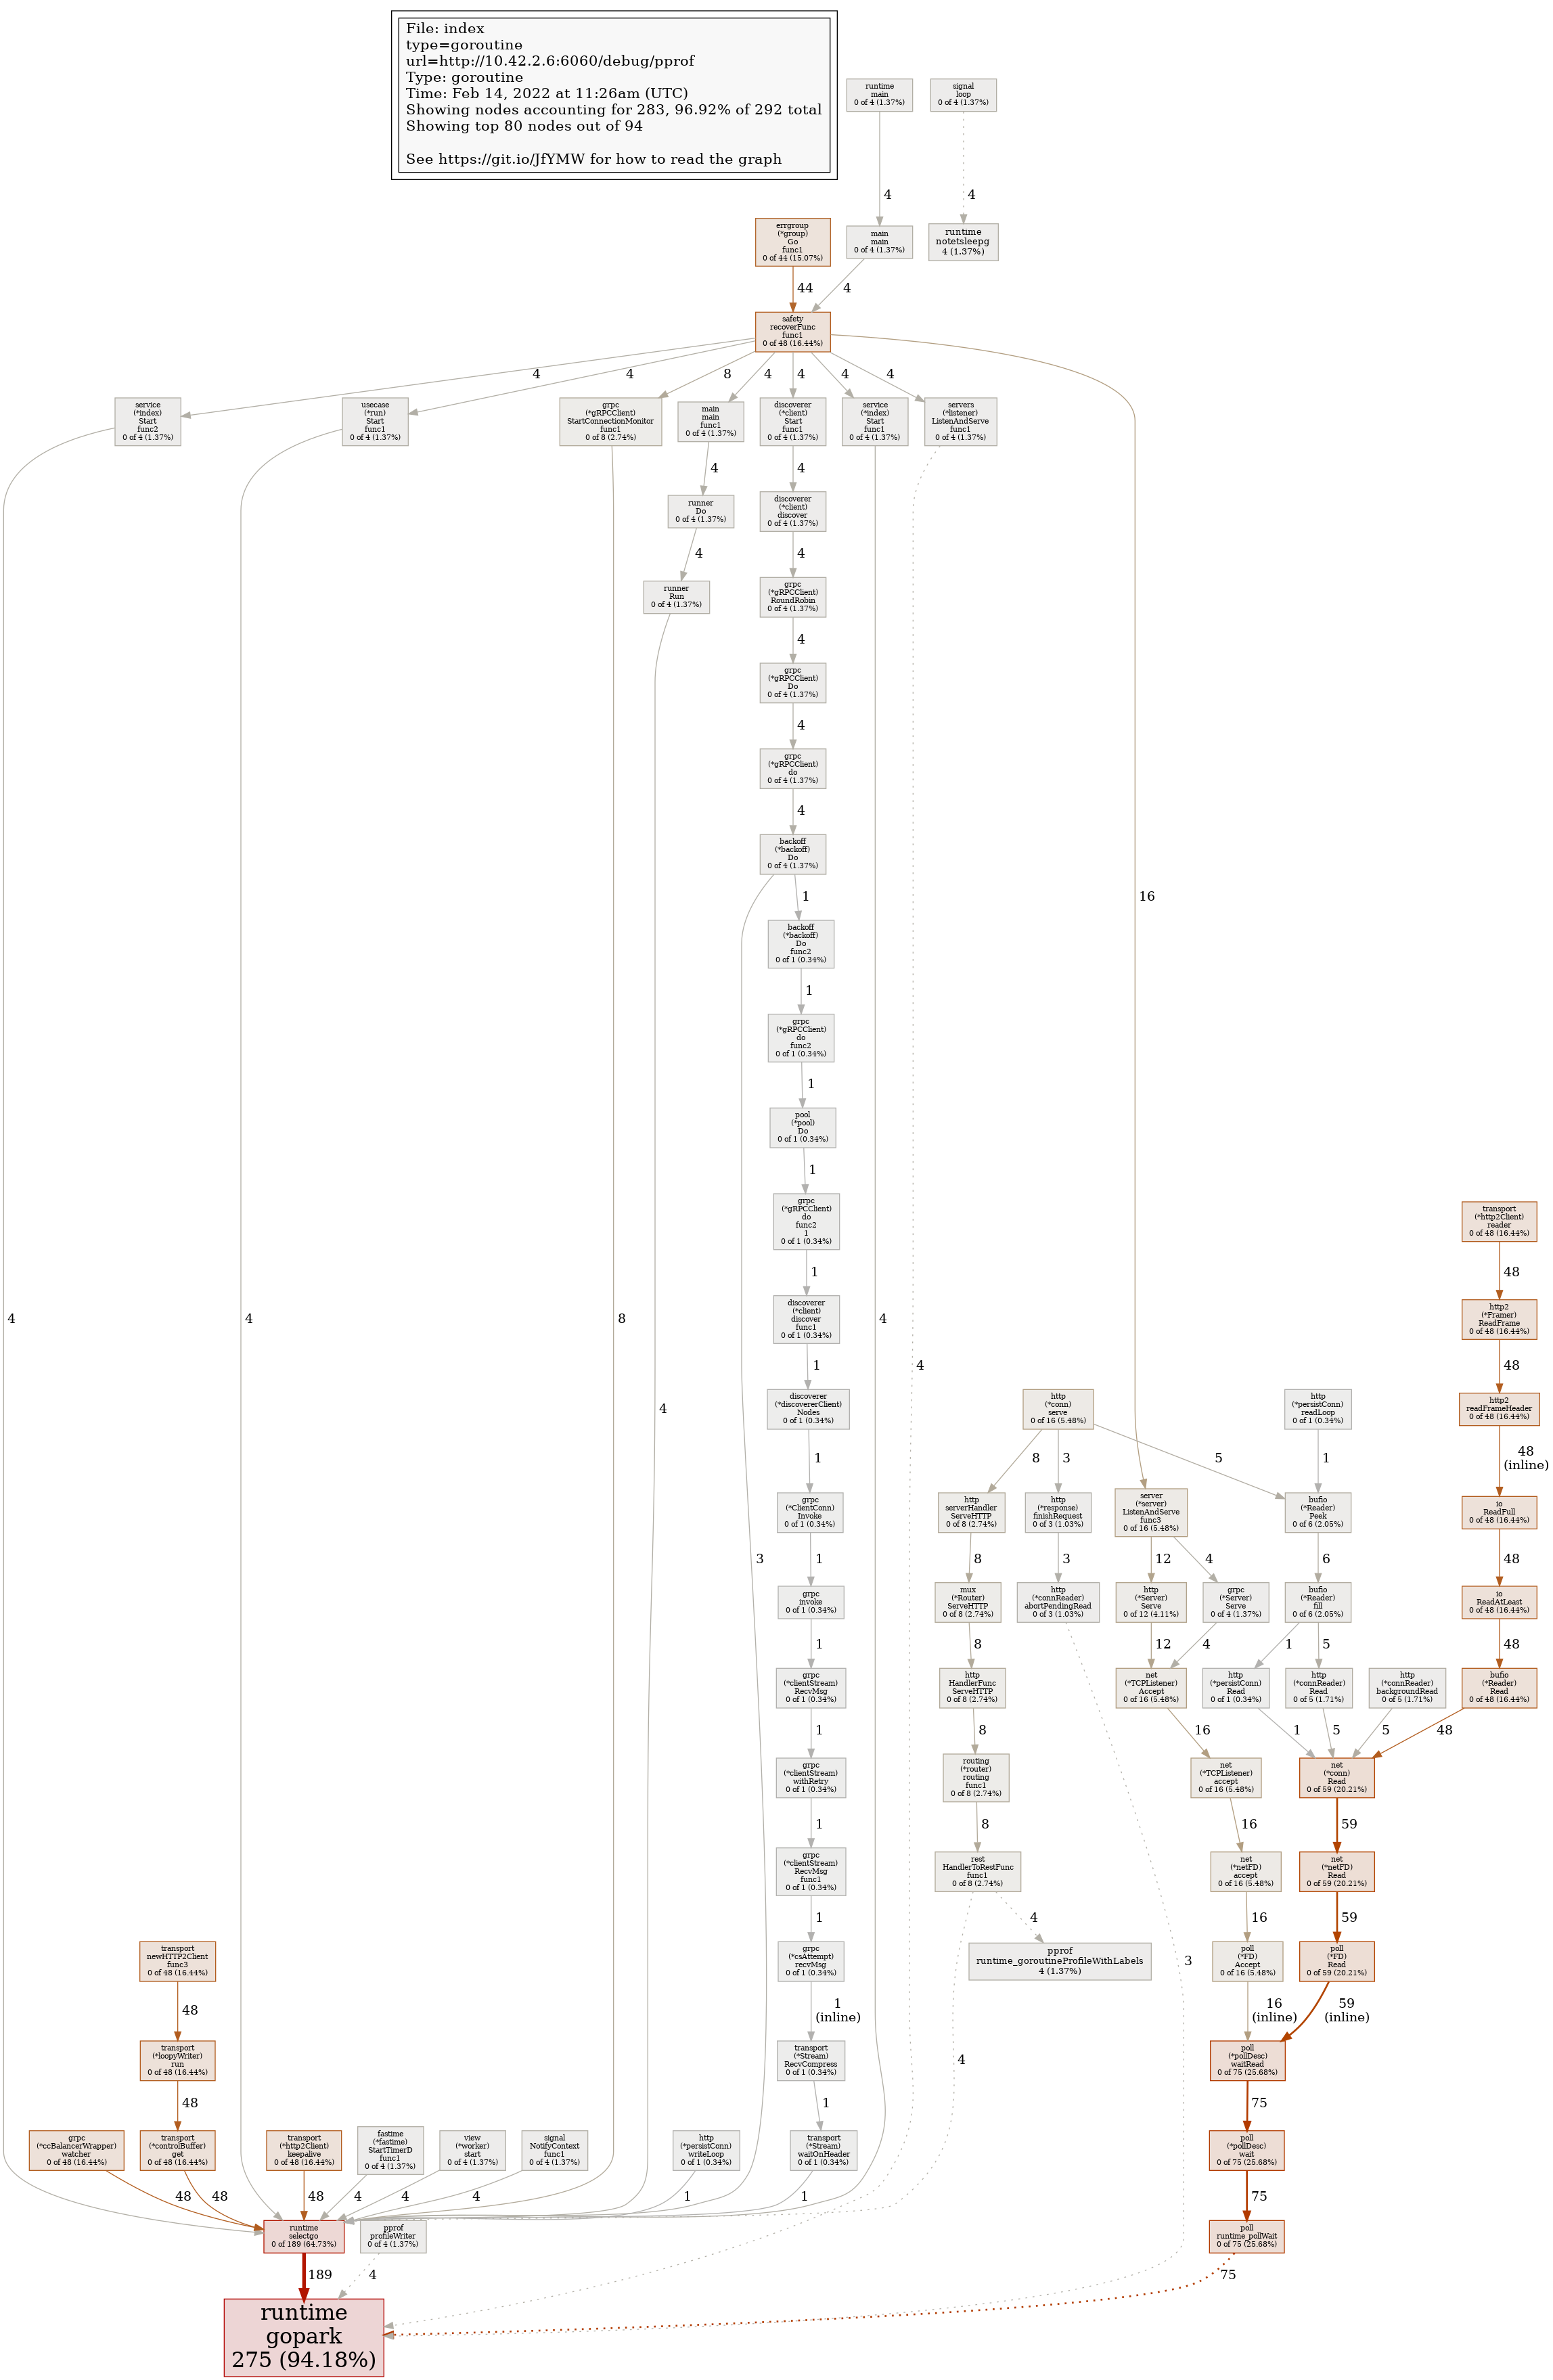 File: index
type=goroutine
url=http://10.42.2.6:6060/debug/pprof
Type: goroutine
Time: Feb 14, 2022 at 11:26am (UTC)
Showing nodes accounting for 283, 96.92% of 292 total
Showing top 80 nodes out of 94
See https://git.io/JfYMW for how to read the graph
runtime
main
0 of 4 (1.37%)
signal
loop
0 of 4 (1.37%)
4
4
errgroup
(*group)
Go
func1
0 of 44 (15.07%)
main
main
0 of 4 (1.37%)
runtime
notetsleepg
4 (1.37%)
44
4
safety
recoverFunc
func1
0 of 48 (16.44%)
4
4
8
4
4
4
4
16
service
(*index)
Start
func2
0 of 4 (1.37%)
usecase
(*run)
Start
func1
0 of 4 (1.37%)
grpc
(*gRPCClient)
StartConnectionMonitor
func1
0 of 8 (2.74%)
main
main
func1
0 of 4 (1.37%)
discoverer
(*client)
Start
func1
0 of 4 (1.37%)
service
(*index)
Start
func1
0 of 4 (1.37%)
servers
(*listener)
ListenAndServe
func1
0 of 4 (1.37%)
4
4
runner
Do
0 of 4 (1.37%)
discoverer
(*client)
discover
0 of 4 (1.37%)
4
4
runner
Run
0 of 4 (1.37%)
grpc
(*gRPCClient)
RoundRobin
0 of 4 (1.37%)
4
grpc
(*gRPCClient)
Do
0 of 4 (1.37%)
4
grpc
(*gRPCClient)
do
0 of 4 (1.37%)
4
backoff
(*backoff)
Do
0 of 4 (1.37%)
1
backoff
(*backoff)
Do
func2
0 of 1 (0.34%)
1
grpc
(*gRPCClient)
do
func2
0 of 1 (0.34%)
1
pool
(*pool)
Do
0 of 1 (0.34%)
1
grpc
(*gRPCClient)
do
func2
1
0 of 1 (0.34%)
1
discoverer
(*client)
discover
func1
0 of 1 (0.34%)
1
discoverer
(*discovererClient)
Nodes
0 of 1 (0.34%)
1
grpc
(*ClientConn)
Invoke
0 of 1 (0.34%)
1
grpc
invoke
0 of 1 (0.34%)
1
grpc
(*clientStream)
RecvMsg
0 of 1 (0.34%)
1
grpc
(*clientStream)
withRetry
0 of 1 (0.34%)
1
grpc
(*clientStream)
RecvMsg
func1
0 of 1 (0.34%)
1
grpc
(*csAttempt)
recvMsg
0 of 1 (0.34%)
1
(inline)
transport
(*Stream)
RecvCompress
0 of 1 (0.34%)
1
transport
(*Stream)
waitOnHeader
0 of 1 (0.34%)
4
4
8
4
3
4
4
transport
(*http2Client)
reader
0 of 48 (16.44%)
48
http2
(*Framer)
ReadFrame
0 of 48 (16.44%)
48
http2
readFrameHeader
0 of 48 (16.44%)
48
(inline)
io
ReadFull
0 of 48 (16.44%)
48
io
ReadAtLeast
0 of 48 (16.44%)
48
bufio
(*Reader)
Read
0 of 48 (16.44%)
48
http
(*conn)
serve
0 of 16 (5.48%)
8
3
5
http
(*persistConn)
readLoop
0 of 1 (0.34%)
1
http
serverHandler
ServeHTTP
0 of 8 (2.74%)
http
(*response)
finishRequest
0 of 3 (1.03%)
server
(*server)
ListenAndServe
func3
0 of 16 (5.48%)
bufio
(*Reader)
Peek
0 of 6 (2.05%)
8
3
12
4
6
mux
(*Router)
ServeHTTP
0 of 8 (2.74%)
http
(*connReader)
abortPendingRead
0 of 3 (1.03%)
http
(*Server)
Serve
0 of 12 (4.11%)
grpc
(*Server)
Serve
0 of 4 (1.37%)
bufio
(*Reader)
fill
0 of 6 (2.05%)
8
12
4
1
5
http
HandlerFunc
ServeHTTP
0 of 8 (2.74%)
net
(*TCPListener)
Accept
0 of 16 (5.48%)
http
(*persistConn)
Read
0 of 1 (0.34%)
http
(*connReader)
Read
0 of 5 (1.71%)
http
(*connReader)
backgroundRead
0 of 5 (1.71%)
8
16
1
5
5
routing
(*router)
routing
func1
0 of 8 (2.74%)
net
(*TCPListener)
accept
0 of 16 (5.48%)
net
(*conn)
Read
0 of 59 (20.21%)
8
16
59
rest
HandlerToRestFunc
func1
0 of 8 (2.74%)
net
(*netFD)
accept
0 of 16 (5.48%)
net
(*netFD)
Read
0 of 59 (20.21%)
4
16
59
pprof
runtime_goroutineProfileWithLabels
4 (1.37%)
3
poll
(*FD)
Accept
0 of 16 (5.48%)
poll
(*FD)
Read
0 of 59 (20.21%)
16
(inline)
59
(inline)
4
poll
(*pollDesc)
waitRead
0 of 75 (25.68%)
75
poll
(*pollDesc)
wait
0 of 75 (25.68%)
75
poll
runtime_pollWait
0 of 75 (25.68%)
75
transport
newHTTP2Client
func3
0 of 48 (16.44%)
48
transport
(*loopyWriter)
run
0 of 48 (16.44%)
48
grpc
(*ccBalancerWrapper)
watcher
0 of 48 (16.44%)
transport
(*controlBuffer)
get
0 of 48 (16.44%)
transport
(*http2Client)
keepalive
0 of 48 (16.44%)
fastime
(*fastime)
StartTimerD
func1
0 of 4 (1.37%)
view
(*worker)
start
0 of 4 (1.37%)
signal
NotifyContext
func1
0 of 4 (1.37%)
http
(*persistConn)
writeLoop
0 of 1 (0.34%)
48
48
48
4
4
4
1
1
runtime
selectgo
0 of 189 (64.73%)
pprof
profileWriter
0 of 4 (1.37%)
189
4
runtime
gopark
275 (94.18%)